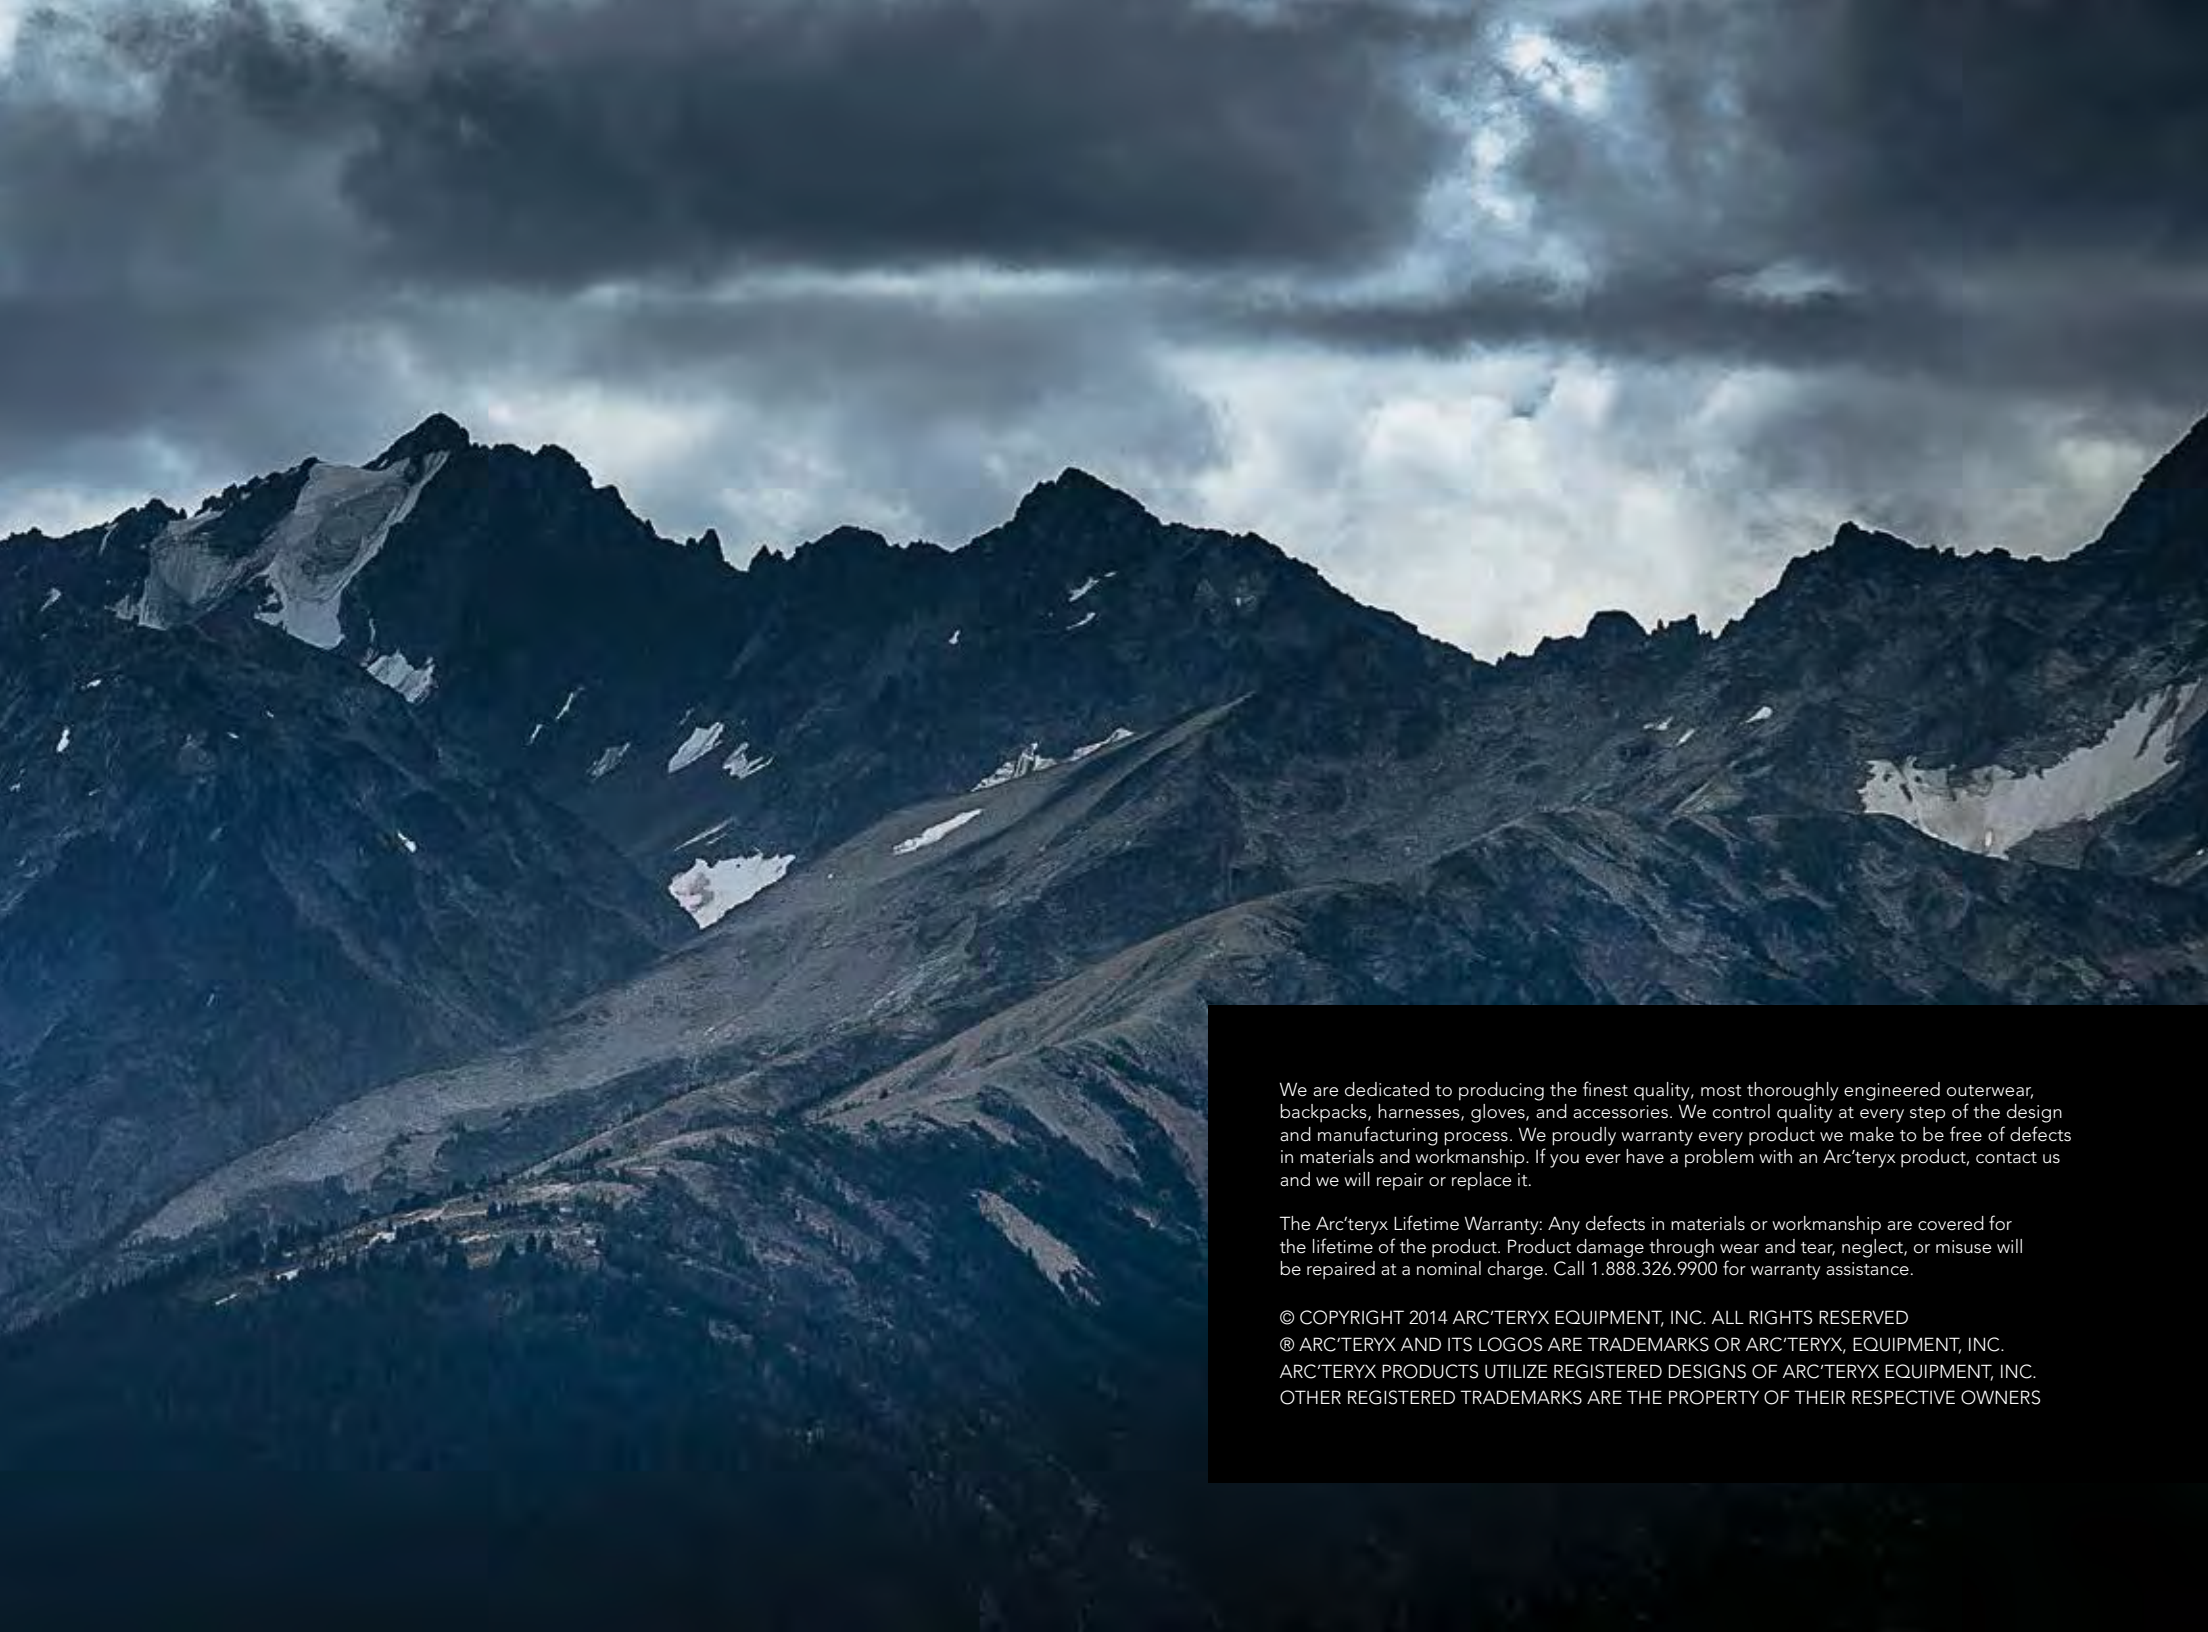 We are dedicated to producing the finest quality, most thoroughly engineered outerwear,
backpacks, harnesses, gloves, and accessories. We control quality at every step of the design
and manufacturing process. We proudly warranty every product we make to be free of defects
in materials and workmanship. If you ever have a problem with an Arc’teryx product, contact us
and we will repair or replace it.
The Arc’teryx Lifetime Warranty: Any defects in materials or workmanship are covered for
the lifetime of the product. Product damage through wear and tear, neglect, or misuse will
be repaired at a nominal charge. Call 1.888.326.9900 for warranty assistance.
© COPYRIGHT 2014 ARC’TERYX EQUIPMENT, INC. ALL RIGHTS RESERVED
® ARC’TERYX AND ITS LOGOS ARE TRADEMARKS OR ARC’TERYX, EQUIPMENT, INC.
ARC’TERYX PRODUCTS UTILIZE REGISTERED DESIGNS OF ARC’TERYX EQUIPMENT, INC.
OTHER REGISTERED TRADEMARKS ARE THE PROPERTY OF THEIR RESPECTIVE OWNERS